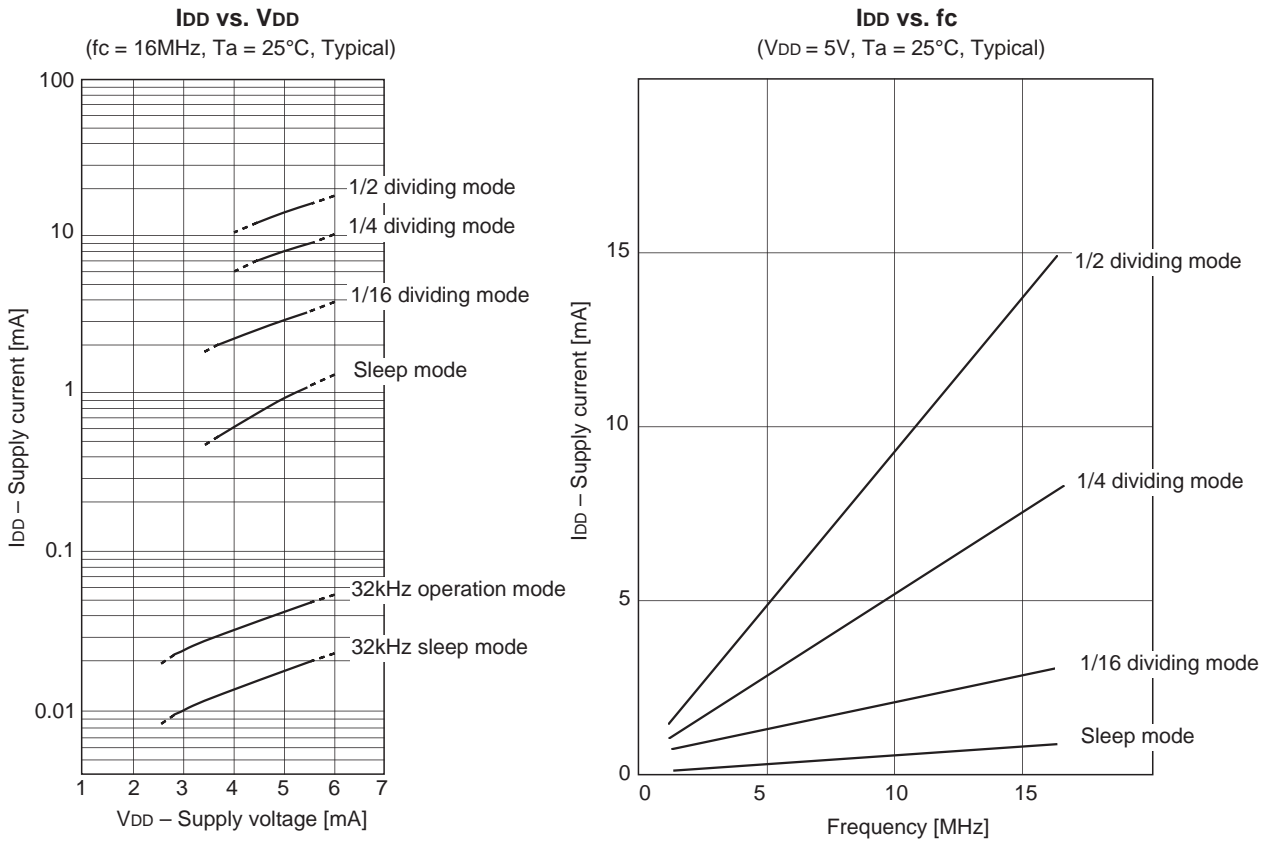 IDD vs. VDD
(fc = 16MHz, Ta = 25°C, Typical)
100
10
1
0.1
0.01
1/2 dividing mode
1/4 dividing mode
1/16 dividing mode
Sleep mode
32kHz operation mode
32kHz sleep mode
1 2 3 4 5 6 7
VDD – Supply voltage [mA]
IDD – Supply current [mA]
IDD vs. fc
(VDD = 5V, Ta = 25°C, Typical)
15
10
5
0
1/2 dividing mode
1/4 dividing mode
1/16 dividing mode
Sleep mode
0 5 10 15
Frequency [MHz]
IDD – Supply current [mA]